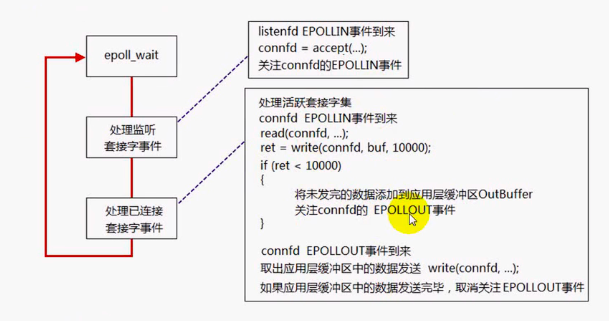 epoll_wait
处理监听
套接字事件
处理已连接
套接字事件
listenfd EPOLLIN事件到来
connfd = accept(...);
关注connfd的EPOLLIN事件
处理活跃套接字集
connfd EPOLLIN事件到来
read(connfd, ...);
ret = write(connfd, buf, 10000);
if (ret < 10000)
{
将未发完的数据添加到应用层缓冲区OutBuffer
关注connfd的 EPOLLOUT事件
}
connfd EPOLLOUT事件到来
取出应用层缓冲区中的数据发送 write(connfd, ...);
如果应用层缓冲区中的数据发送完毕，取消关注EPOLLOUT事件